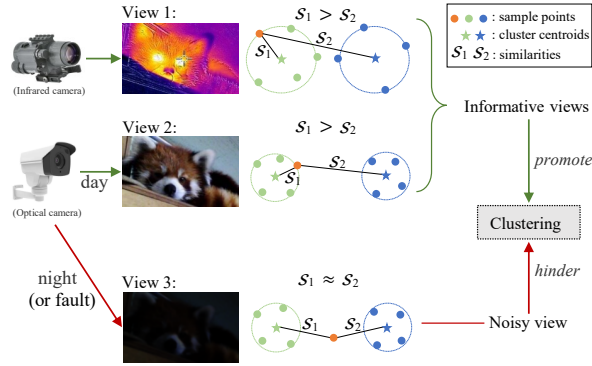 View 1:
(Infrared camera)
S₁ > S₂
S₁
S₂
: sample points
: cluster centroids
S₁ S₂ : similarities
Informative views
View 2:
day
(Optical camera)
S₁ > S₂
S₁
S₂
promote
Clustering
hinder
night
(or fault)
View 3:
S₁ ≈ S₂
S₁
S₂
Noisy view